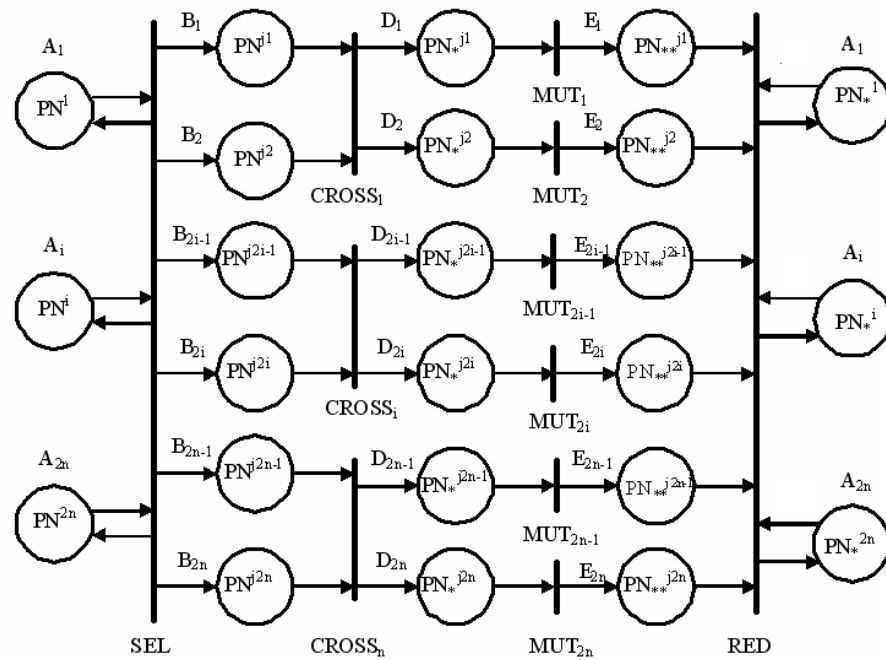 B₁ D₁ E₁
A₁ PNʲ¹ PN*ʲ¹ PN**ʲ¹ A₁
PN¹ MUT₁ PN*¹
B₂ D₂ E₂
PNʲ² PN*ʲ² PN**ʲ²
CROSS₁ MUT₂
B₂ᵢ₋₁ D₂ᵢ₋₁ E₂ᵢ₋₁
Aᵢ PNʲ²ⁱ⁻¹ PN*ʲ²ⁱ⁻¹ PN**ʲ²ⁱ⁻¹ Aᵢ
PNⁱ MUT₂ᵢ₋₁ PN*ⁱ
B₂ᵢ D₂ᵢ E₂ᵢ
PNʲ²ⁱ PN*ʲ²ⁱ PN**ʲ²ⁱ
CROSSᵢ MUT₂ᵢ
B₂ₙ₋₁ D₂ₙ₋₁ E₂ₙ₋₁
A₂ₙ PNʲ²ⁿ⁻¹ PN*ʲ²ⁿ⁻¹ PN**ʲ²ⁿ⁻¹ A₂ₙ
PN²ⁿ MUT₂ₙ₋₁ PN*²ⁿ
B₂ₙ D₂ₙ E₂ₙ
PNʲ²ⁿ PN*ʲ²ⁿ PN**ʲ²ⁿ
SEL CROSSₙ MUT₂ₙ RED